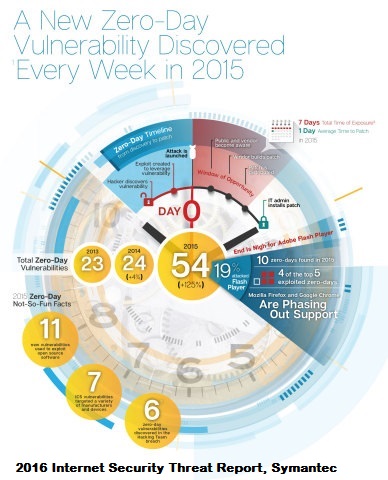 A New Zero-Day
Vulnerability Discovered
Every Week in 2015
Zero-Day Timeline
from discovery to patch
Attack is
launched
Exploit created
to leverage
vulnerability
Hacker discovers
vulnerability
DAY 0
Public and vendor
become aware
Window of Opportunity
IT admin
installs patch
7 Days Total Time of Exposure
1 Day Average Time to Patch
in 2015
End Is Nigh for Adobe Flash Player
10 zero-days found in 2015
4 of the top 5
exploited zero-days
Mozilla Firefox and Google Chrome
Are Phasing
Out Support
19%
attacked
Flash
Player
Total Zero-Day
Vulnerabilities
2013
23
2014
24
(+4%)
2015
54
(+125%)
2015 Zero-Day
Not-So-Fun Facts
11
new vulnerabilities
used to exploit
open source
software
7
ICS vulnerabilities
targeted a variety of
manufacturers
and devices
6
zero-day
vulnerabilities
discovered in the
Hacking Team
breach
10
8
7
6
5
2016 Internet Security Threat Report, Symantec